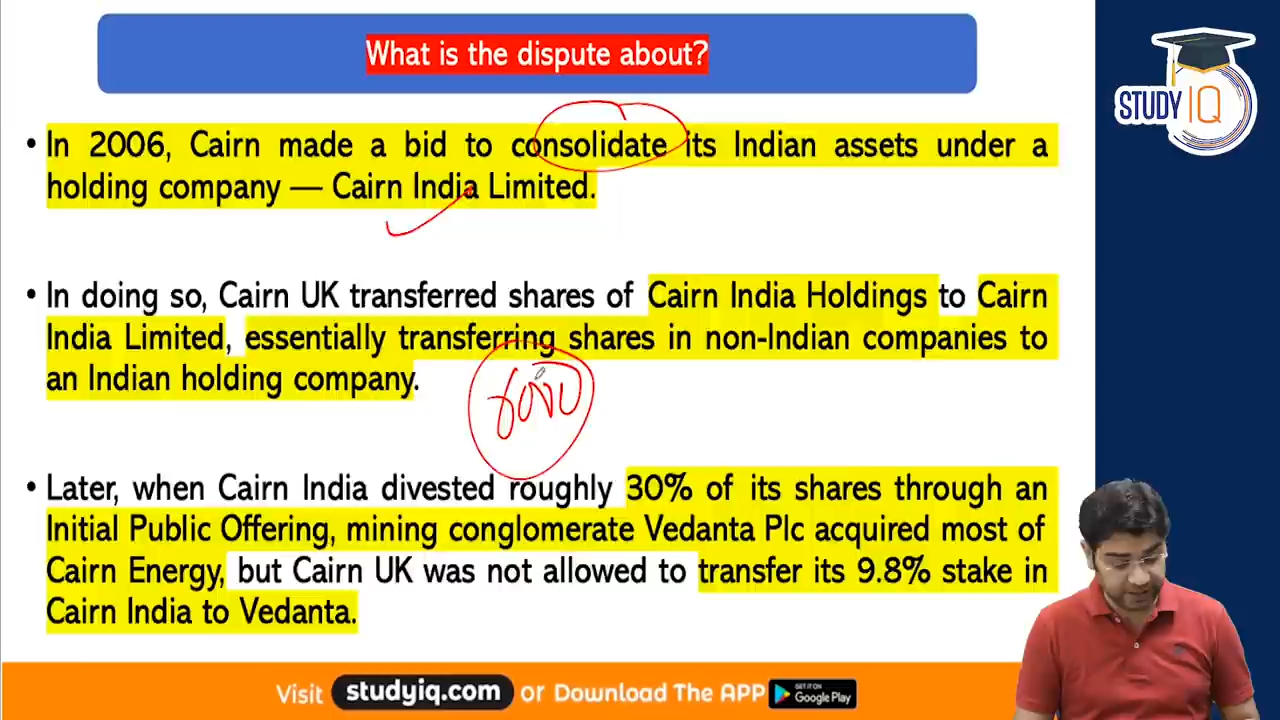 What is the dispute about?
STUDY IQ
• In 2006, Cairn made a bid to consolidate its Indian assets under a
holding company — Cairn India Limited.
• In doing so, Cairn UK transferred shares of Cairn India Holdings to Cairn
India Limited, essentially transferring shares in non-Indian companies to
an Indian holding company.
• Later, when Cairn India divested roughly 30% of its shares through an
Initial Public Offering, mining conglomerate Vedanta Plc acquired most of
Cairn Energy, but Cairn UK was not allowed to transfer its 9.8% stake in
Cairn India to Vedanta.
Visit studyiq.com or Download The APP GET IT ON Google Play